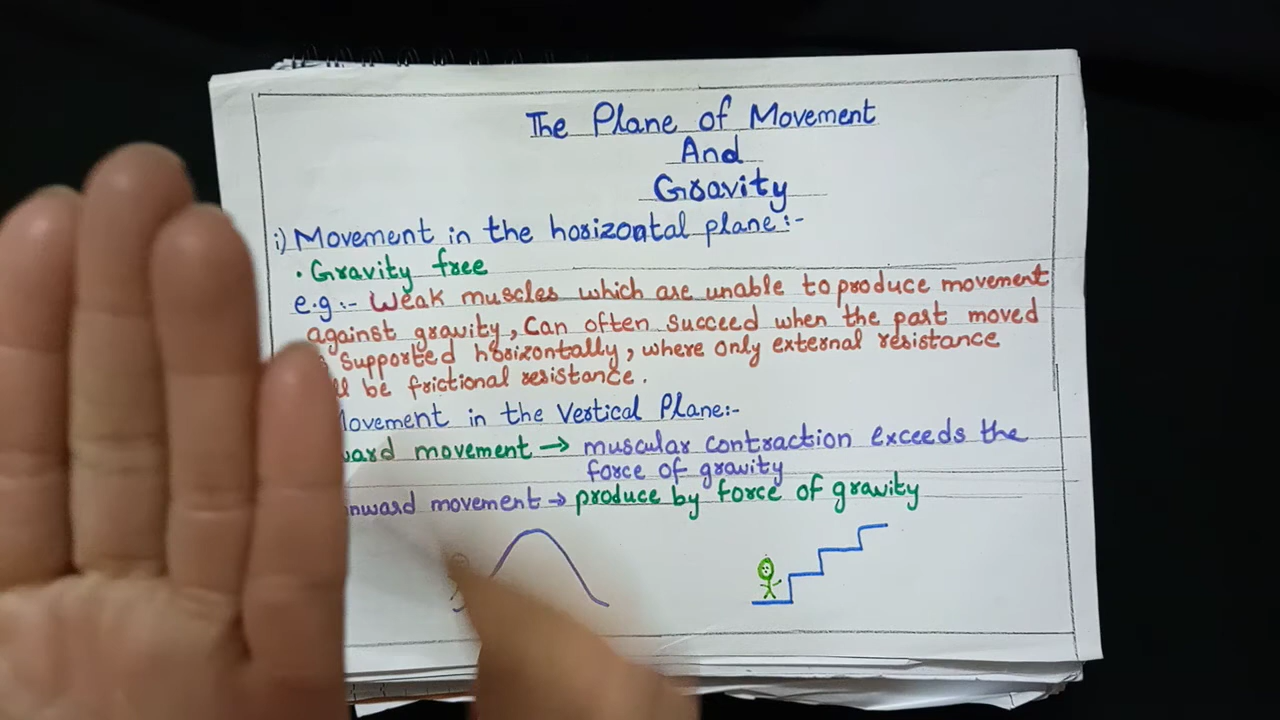 The Plane of Movement
And
Gravity
i) Movement in the horizontal plane:-
• Gravity free
e.g:- Weak muscles which are unable to produce movement
against gravity, Can often succeed when the part moved
supported horizontally, where only external resistance
be frictional resistance.
Movement in the Vertical Plane:-
movement → muscular contraction exceeds the
force of gravity
movement → produce by force of gravity